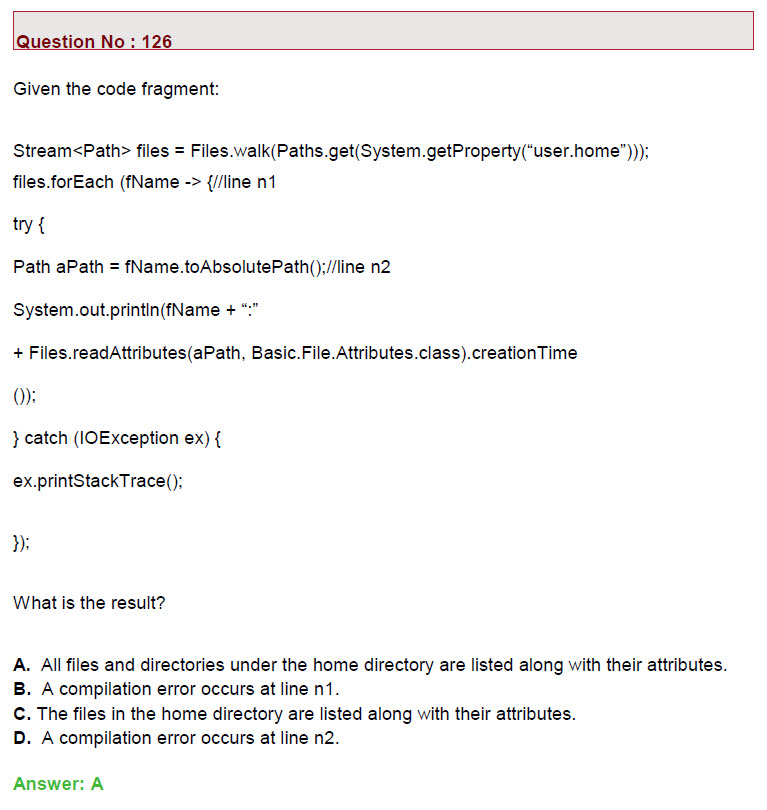 Question No : 126
Given the code fragment:
Stream<Path> files = Files.walk(Paths.get(System.getProperty(“user.home”)));
files.forEach (fName -> {//line n1
try {
Path aPath = fName.toAbsolutePath();//line n2
System.out.println(fName + “:”
+ Files.readAttributes(aPath, Basic.File.Attributes.class).creationTime
());
} catch (IOException ex) {
ex.printStackTrace();
});
What is the result?
A. All files and directories under the home directory are listed along with their attributes.
B. A compilation error occurs at line n1.
C. The files in the home directory are listed along with their attributes.
D. A compilation error occurs at line n2.
Answer: A